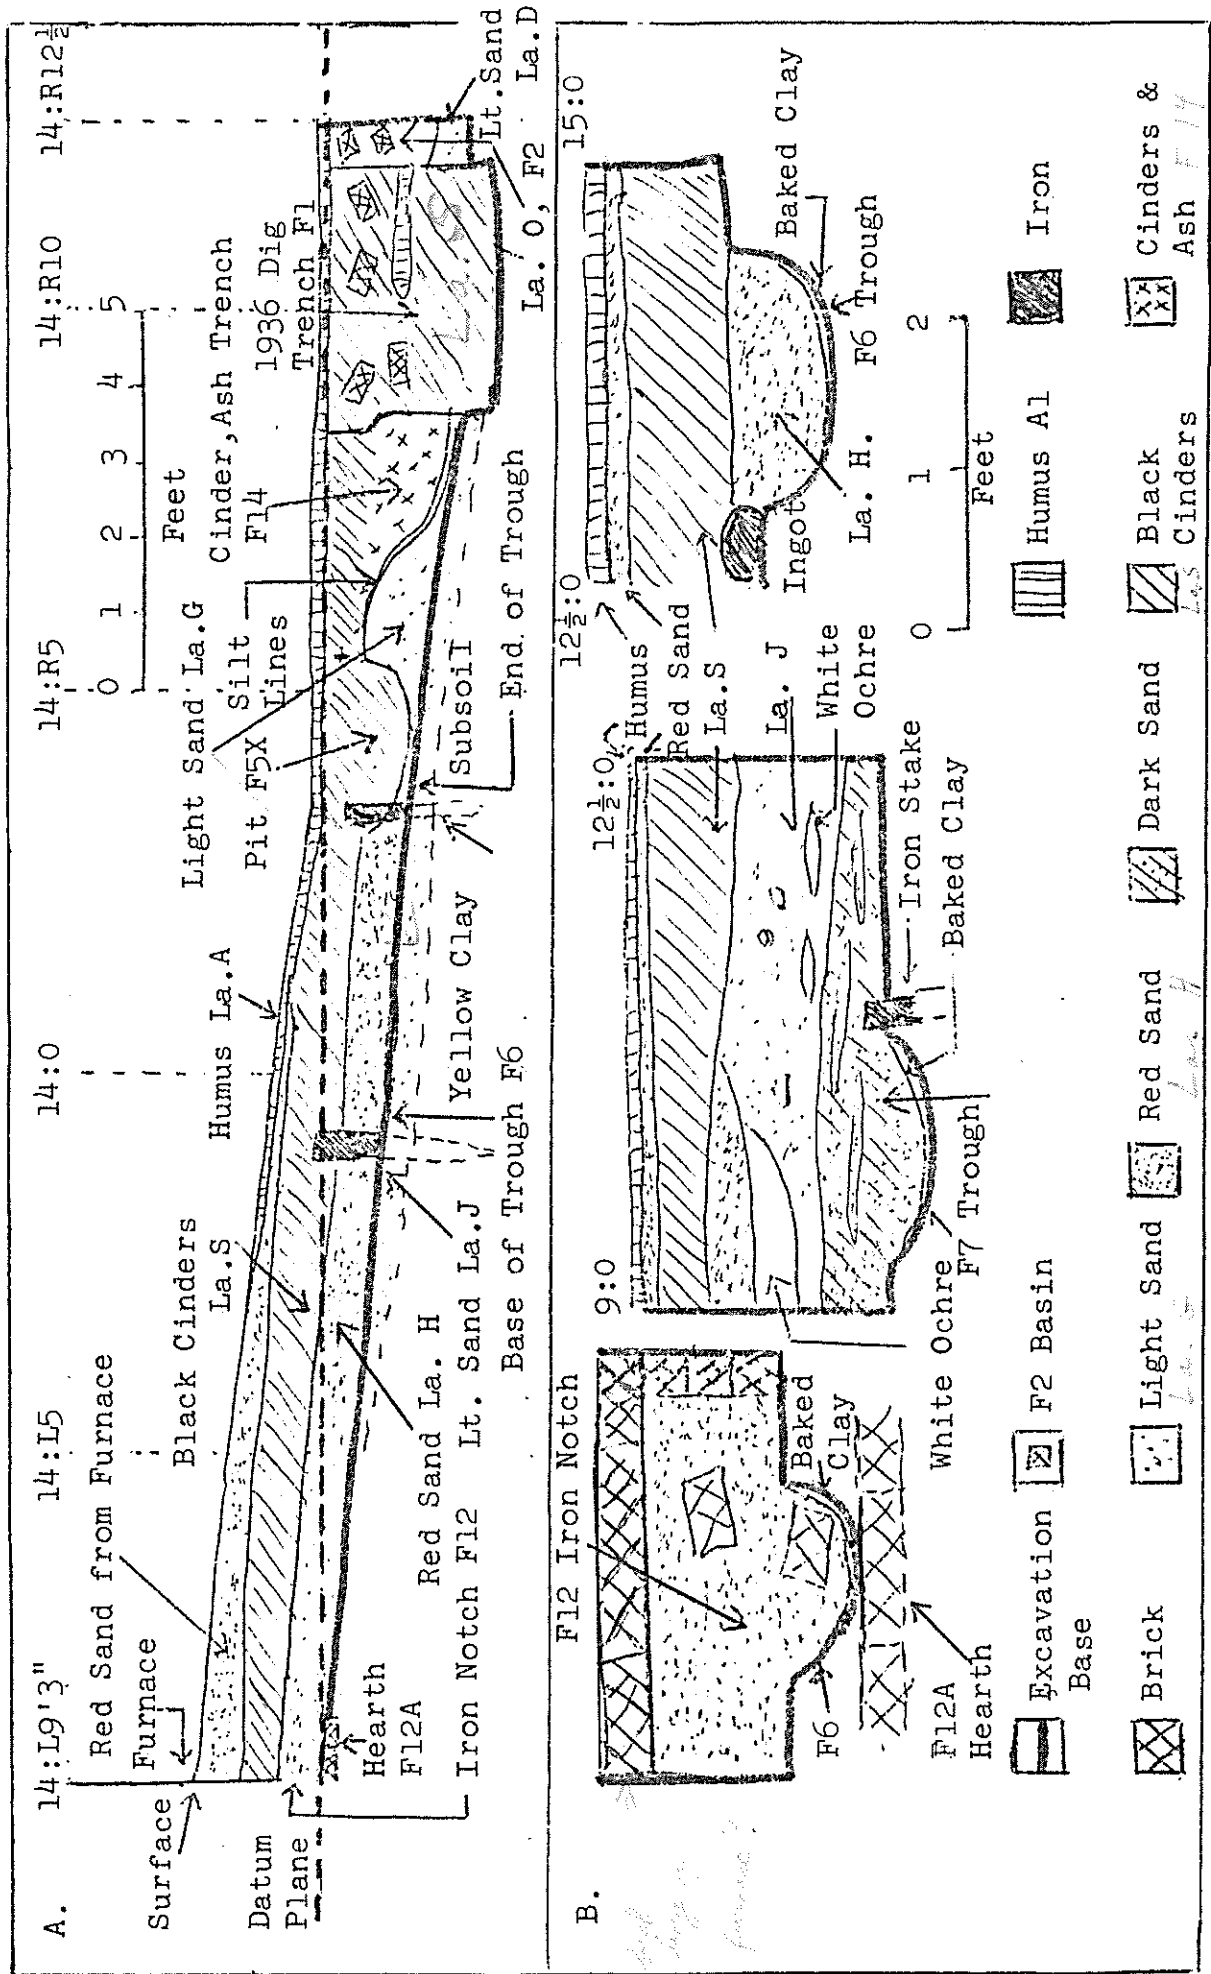 A.
14:L9'3"
14:L5
14:0
14:R5
14:R10
14:R12½
Surface
Furnace
Red Sand from Furnace
Black Cinders
La.S
Humus La.A
Light Sand La.G
Pit F5X
Silt
Lines
0 1 2 3 4 5
Feet
Cinder,Ash Trench
F14
1936 Dig
Trench F1
Datum
Plane
Hearth
F12A
Iron Notch F12
Red Sand La. H
Lt. Sand La.J
Base of Trough F6
Yellow Clay
Subsoil
End of Trough
La. O, F2
Lt.Sand
La.D
La. S
B.
F12 Iron Notch
F6
Baked
Clay
F12A
Hearth
9:0
12½:0
Humus
Red Sand
La.S
La. J
White
Ochre
Iron Stake
Baked Clay
F7 Trough
White Ochre
12½:0
15:0
Ingot
La. H.
F6 Trough
Baked Clay
0 1 2
Feet
Excavation
Base
F2 Basin
Humus A1
Iron
Brick
Light Sand
Red Sand
Dark Sand
Black
Cinders
Cinders &
Ash
Las
La H
F 14